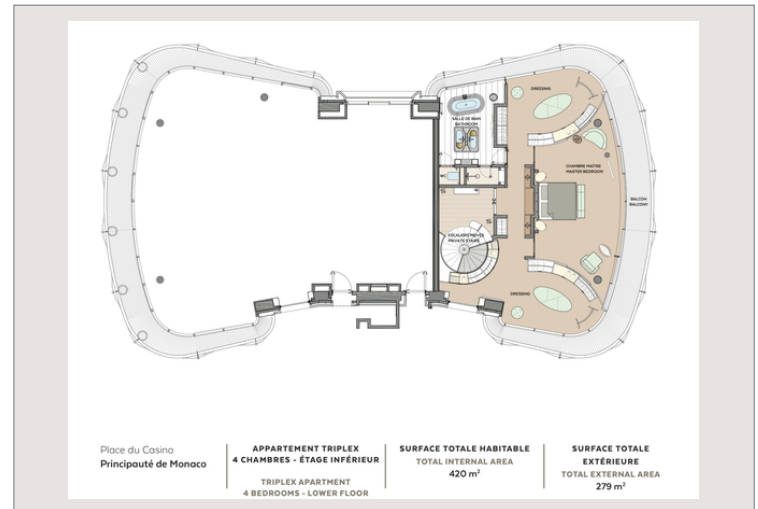 DRESSING
SALLE DE BAIN
BATHROOM
CHAMBRE MAÎTRE
MASTER BEDROOM
BALCON
BALCONY
ESCALIERS PRIVÉS
PRIVATE STAIRS
DRESSING
Place du Casino
Principauté de Monaco
APPARTEMENT TRIPLEX
4 CHAMBRES - ÉTAGE INFÉRIEUR
TRIPLEX APARTMENT
4 BEDROOMS - LOWER FLOOR
SURFACE TOTALE HABITABLE
TOTAL INTERNAL AREA
420 m²
SURFACE TOTALE
EXTÉRIEURE
TOTAL EXTERNAL AREA
279 m²